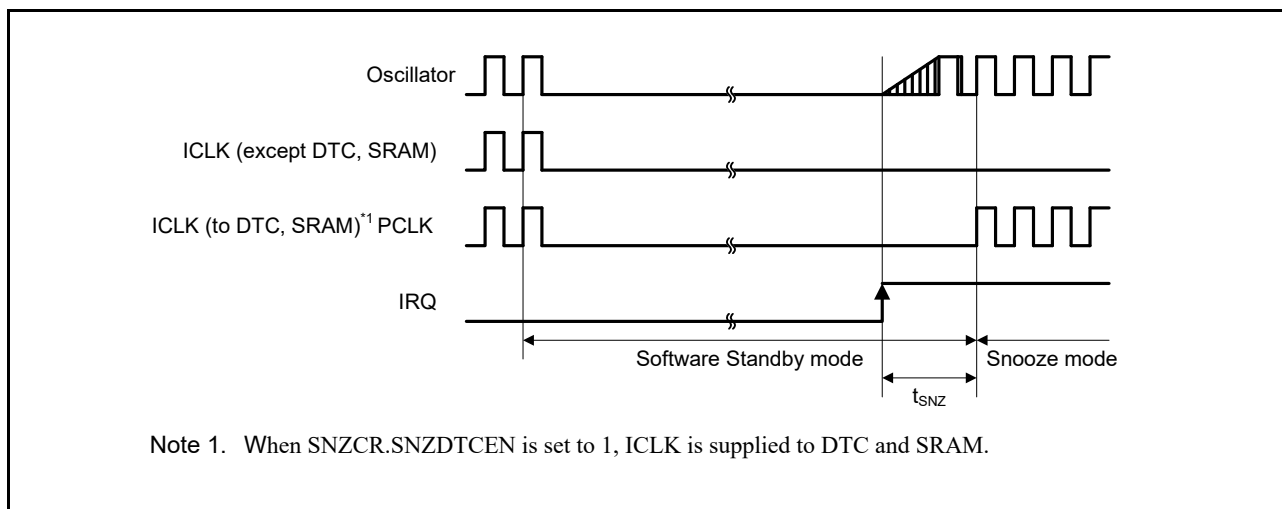 Oscillator
ICLK (except DTC, SRAM)
ICLK (to DTC, SRAM)*1 PCLK
IRQ
Software Standby mode
Snooze mode
tSNZ
Note 1. When SNZCR.SNZDTCEN is set to 1, ICLK is supplied to DTC and SRAM.